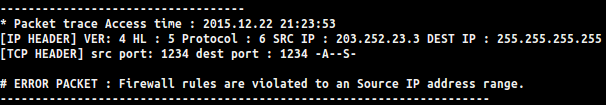 -----------------------------------
* Packet trace Access time : 2015.12.22 21:23:53
[IP HEADER] VER: 4 HL : 5 Protocol : 6 SRC IP : 203.252.23.3 DEST IP : 255.255.255.255
[TCP HEADER] src port: 1234 dest port : 1234 -A--S-
# ERROR PACKET : Firewall rules are violated to an Source IP address range.
-----------------------------------------------------------------------